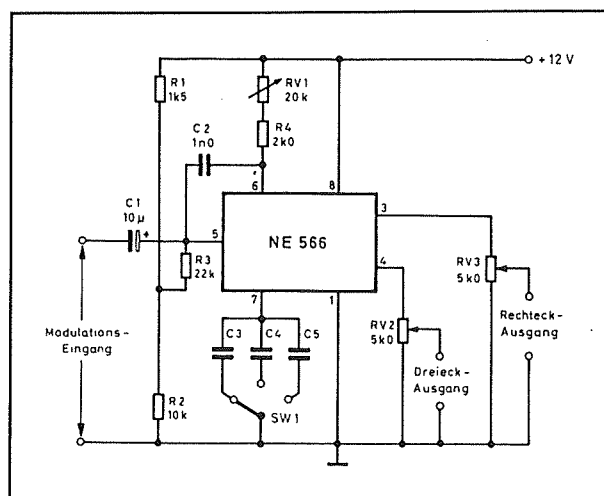 +12 V
R1
1k5
RV1
20k
C2
1n0
R4
2k0
6
8
C1
10µ
+
5
NE 566
3
4
R3
22k
7
1
RV3
5k0
RV2
5k0
Rechteck-
Ausgang
Modulations-
Eingang
C3
C4
C5
Dreieck-
Ausgang
R2
10k
SW1